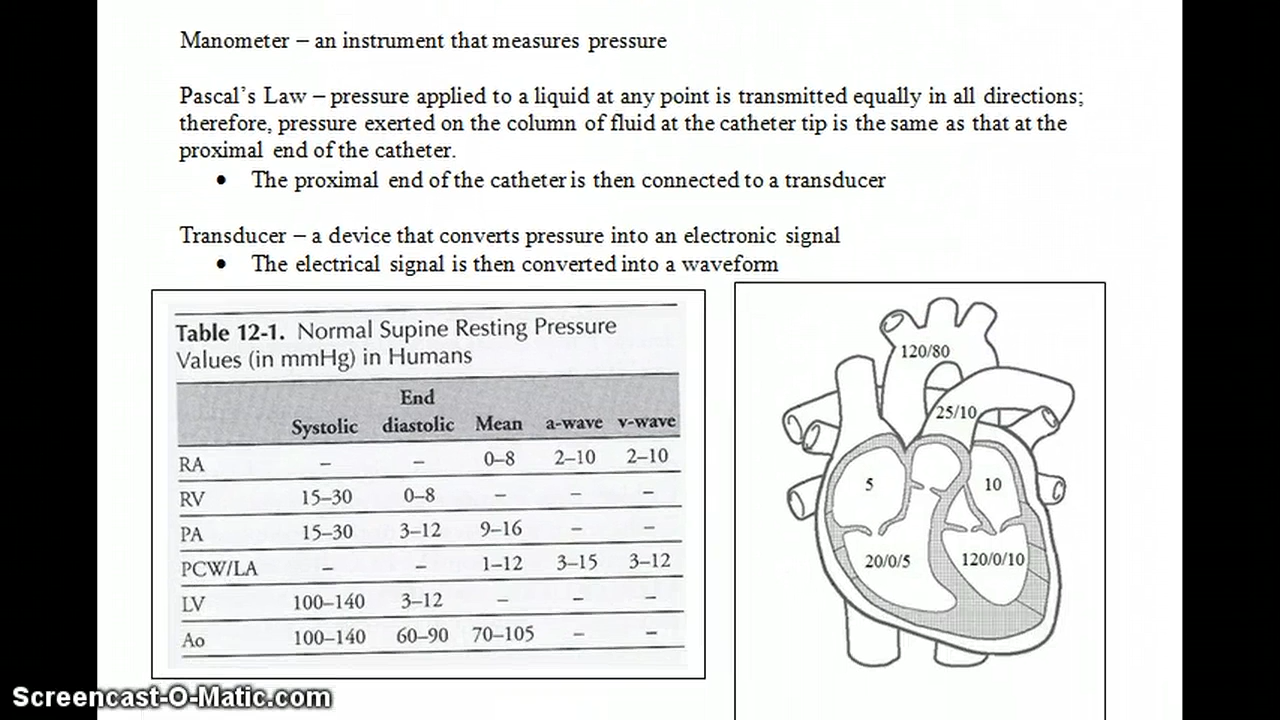 Manometer – an instrument that measures pressure
Pascal's Law – pressure applied to a liquid at any point is transmitted equally in all directions;
therefore, pressure exerted on the column of fluid at the catheter tip is the same as that at the
proximal end of the catheter.
• The proximal end of the catheter is then connected to a transducer
Transducer – a device that converts pressure into an electronic signal
• The electrical signal is then converted into a waveform
Table 12-1. Normal Supine Resting Pressure
Values (in mmHg) in Humans
End
Systolic diastolic Mean a-wave v-wave
RA – – 0–8 2–10 2–10
RV 15–30 0–8 – – –
PA 15–30 3–12 9–16 – –
PCW/LA – – 1–12 3–15 3–12
LV 100–140 3–12 – – –
Ao 100–140 60–90 70–105 – –
120/80
25/10
5
10
20/0/5
120/0/10
Screencast-O-Matic.com